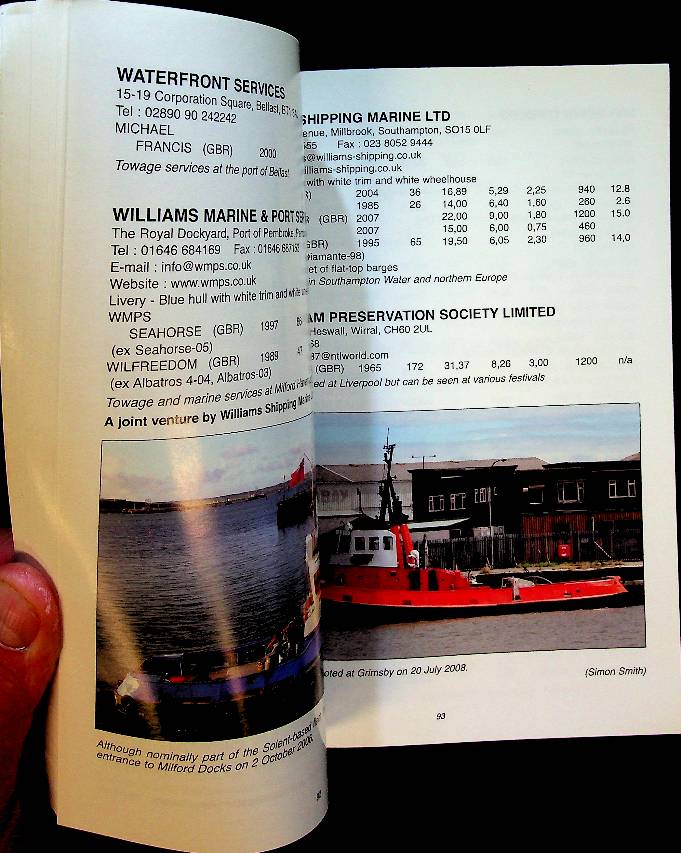 WATERFRONT SERVICES
15-19 Corporation Square, Belfast,
Tel : 02890 90 242242
MICHAEL
FRANCIS (GBR) 2000
Towage services at the port of Belfast
WILLIAMS MARINE & PORT
The Royal Dockyard, Port of Pembroke,
Tel : 01646 684169 Fax : 01646
E-mail : info@wmps.co.uk
Website : www.wmps.co.uk
Livery - Blue hull with white trim and white
WMPS
SEAHORSE (GBR) 1997
(ex Seahorse-05)
WILFREDOM (GBR) 1989 47
(ex Albatros 4-04, Albatros-03)
Towage and marine services at Milford
A joint venture by Williams Shipping
Although nominally part of the Solent-based
entrance to Milford Docks on 2 October
SHIPPING MARINE LTD
enue, Millbrook, Southampton, SO15 0LF
Fax : 023 8052 9444
@williams-shipping.co.uk
illiams-shipping.co.uk
with white trim and white wheelhouse
2004 36 16,89 5,29 2,25 940 12.8
1985 26 14,00 6,40 1,60 260 2.6
(GBR) 2007 22,00 9,00 1,80 1200 15.0
2007 15,00 6,00 0,75 460
GBR) 1995 65 19,50 6,05 2,30 960 14,0
iamante-98)
et of flat-top barges
in Southampton Water and northern Europe
AM PRESERVATION SOCIETY LIMITED
Heswall, Wirral, CH60 2UL
68
37@ntlworld.com
(GBR) 1965 172 31,37 8,26 3,00 1200 n/a
ed at Liverpool but can be seen at various festivals
oted at Grimsby on 20 July 2008. (Simon Smith)
93